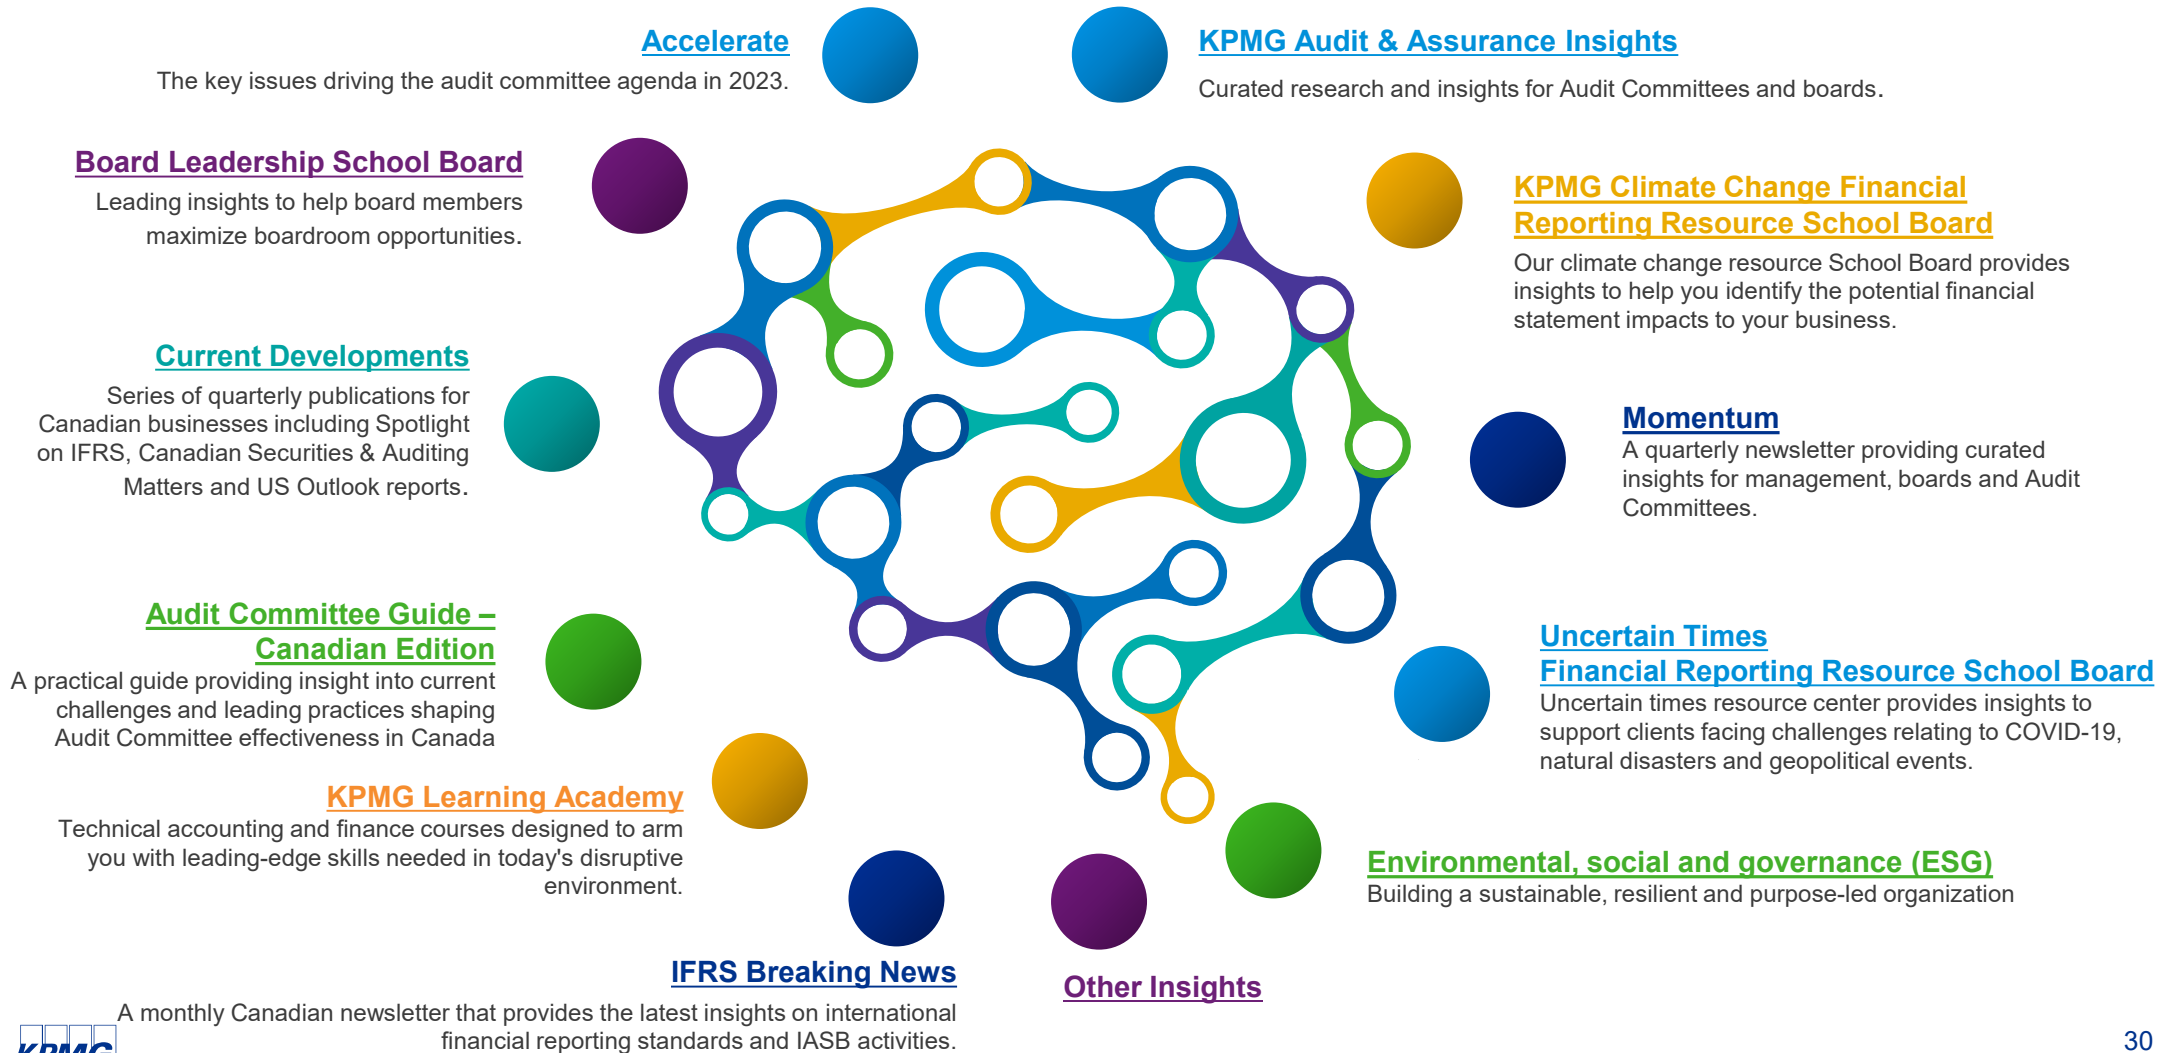 Accelerate
The key issues driving the audit committee agenda in 2023.
KPMG Audit & Assurance Insights
Curated research and insights for Audit Committees and boards.
Board Leadership School Board
Leading insights to help board members
maximize boardroom opportunities.
KPMG Climate Change Financial
Reporting Resource School Board
Our climate change resource School Board provides
insights to help you identify the potential financial
statement impacts to your business.
Current Developments
Series of quarterly publications for
Canadian businesses including Spotlight
on IFRS, Canadian Securities & Auditing
Matters and US Outlook reports.
Momentum
A quarterly newsletter providing curated
insights for management, boards and Audit
Committees.
Audit Committee Guide –
Canadian Edition
A practical guide providing insight into current
challenges and leading practices shaping
Audit Committee effectiveness in Canada
Uncertain Times
Financial Reporting Resource School Board
Uncertain times resource center provides insights to
support clients facing challenges relating to COVID-19,
natural disasters and geopolitical events.
KPMG Learning Academy
Technical accounting and finance courses designed to arm
you with leading-edge skills needed in today's disruptive
environment.
Environmental, social and governance (ESG)
Building a sustainable, resilient and purpose-led organization
IFRS Breaking News
A monthly Canadian newsletter that provides the latest insights on international
financial reporting standards and IASB activities.
Other Insights
KPMG
30